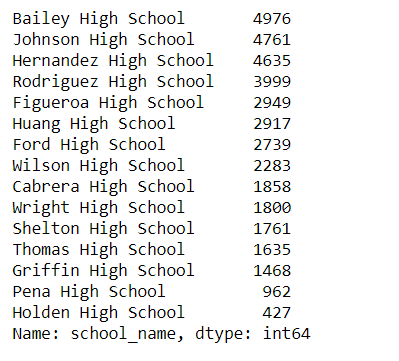 Bailey High School 4976
Johnson High School 4761
Hernandez High School 4635
Rodriguez High School 3999
Figueroa High School 2949
Huang High School 2917
Ford High School 2739
Wilson High School 2283
Cabrera High School 1858
Wright High School 1800
Shelton High School 1761
Thomas High School 1635
Griffin High School 1468
Pena High School 962
Holden High School 427
Name: school_name, dtype: int64